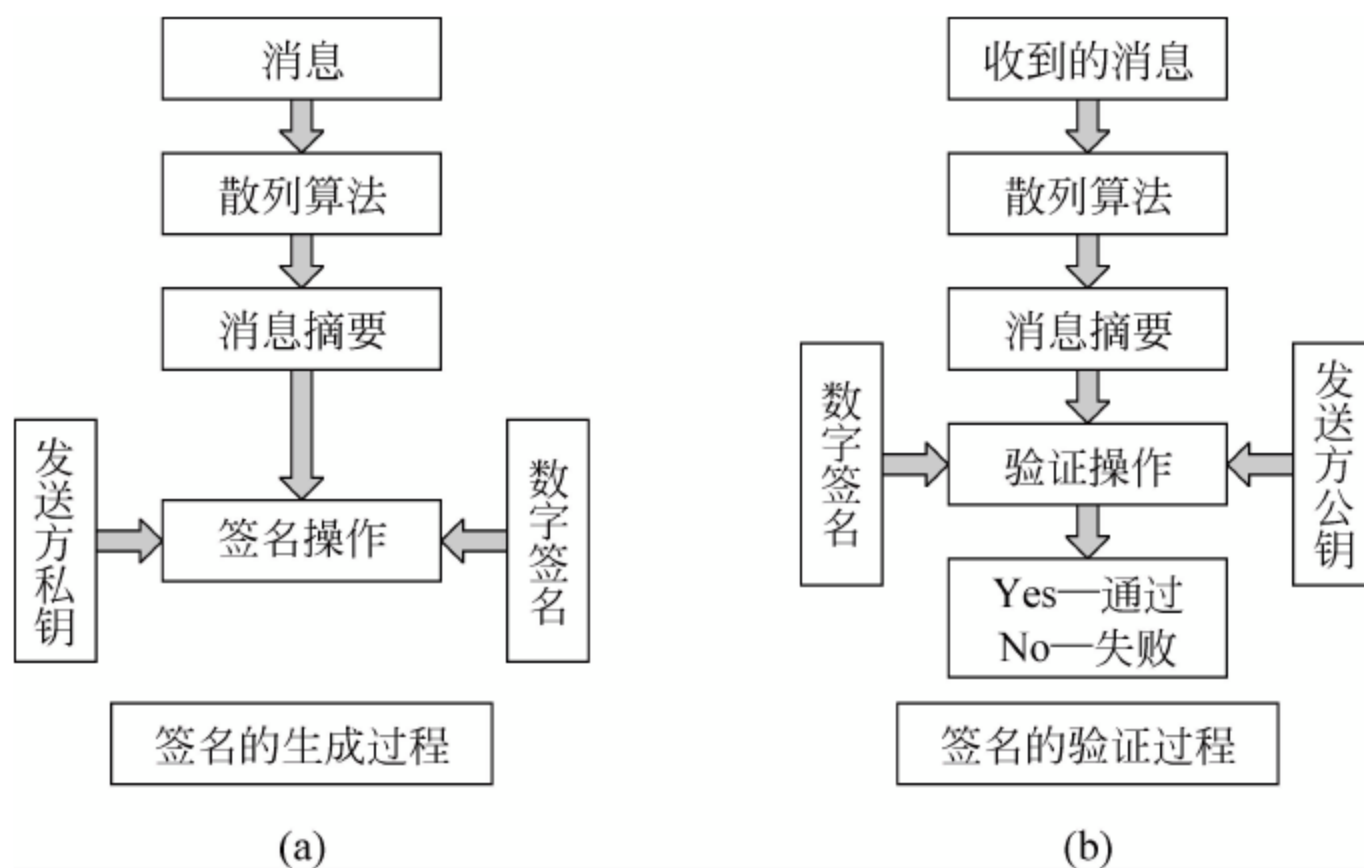 消息
散列算法
消息摘要
发送方私钥
签名操作
数字签名
签名的生成过程
(a)
收到的消息
散列算法
消息摘要
数字签名
验证操作
发送方公钥
Yes—通过
No—失败
签名的验证过程
(b)